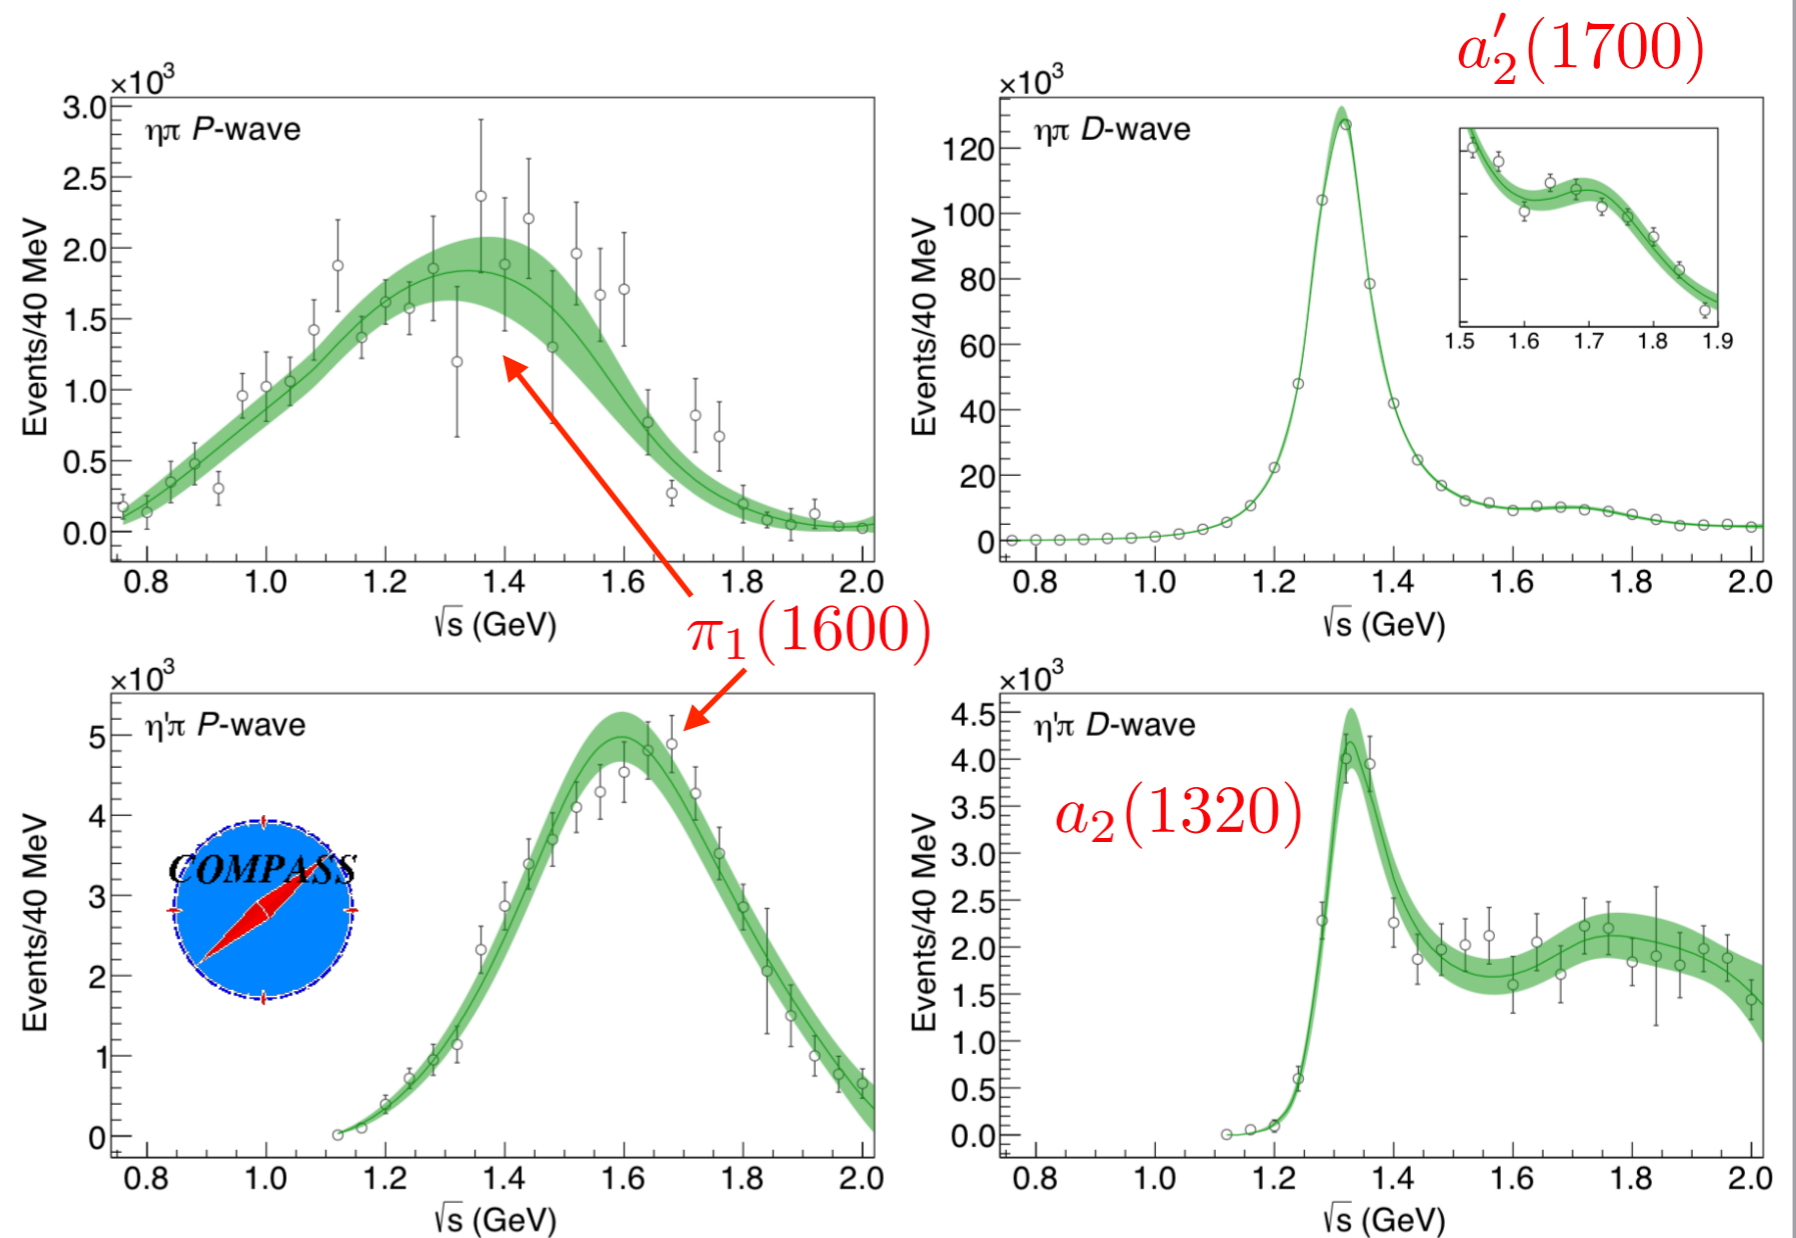 a′₂(1700)
×10³
ηπ P-wave
3.0
2.5
2.0
1.5
1.0
0.5
0.0
Events/40 MeV
0.8 1.0 1.2 1.4 1.6 1.8 2.0
√s (GeV)
×10³
ηπ D-wave
120
100
80
60
40
20
0
Events/40 MeV
1.5 1.6 1.7 1.8 1.9
0.8 1.0 1.2 1.4 1.6 1.8 2.0
√s (GeV)
π₁(1600)
×10³
η'π P-wave
5
4
3
2
1
0
Events/40 MeV
COMPASS
0.8 1.0 1.2 1.4 1.6 1.8 2.0
√s (GeV)
×10³
η'π D-wave
a₂(1320)
4.5
4.0
3.5
3.0
2.5
2.0
1.5
1.0
0.5
0.0
Events/40 MeV
0.8 1.0 1.2 1.4 1.6 1.8 2.0
√s (GeV)